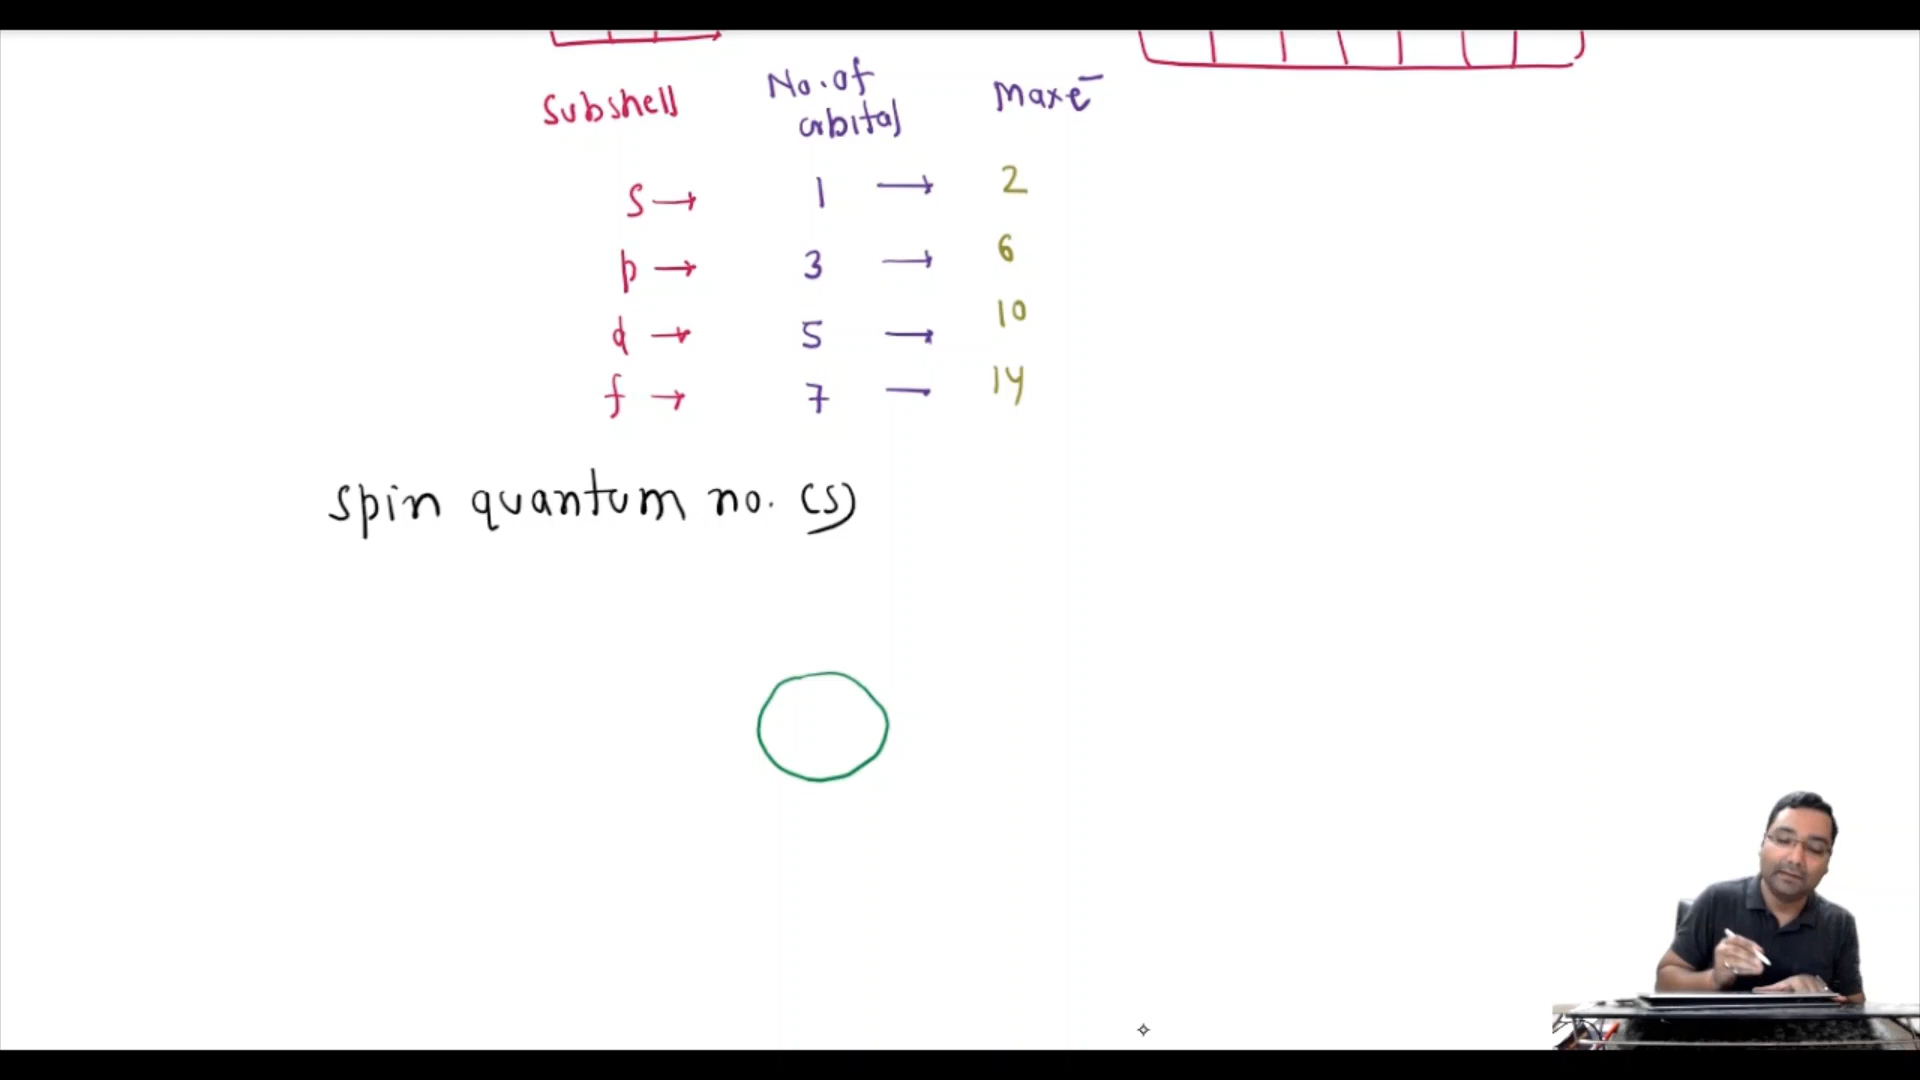 Subshell No. of orbital Max e⁻
s → 1 → 2
p → 3 → 6
d → 5 → 10
f → 7 — 14
spin quantum no. (s)